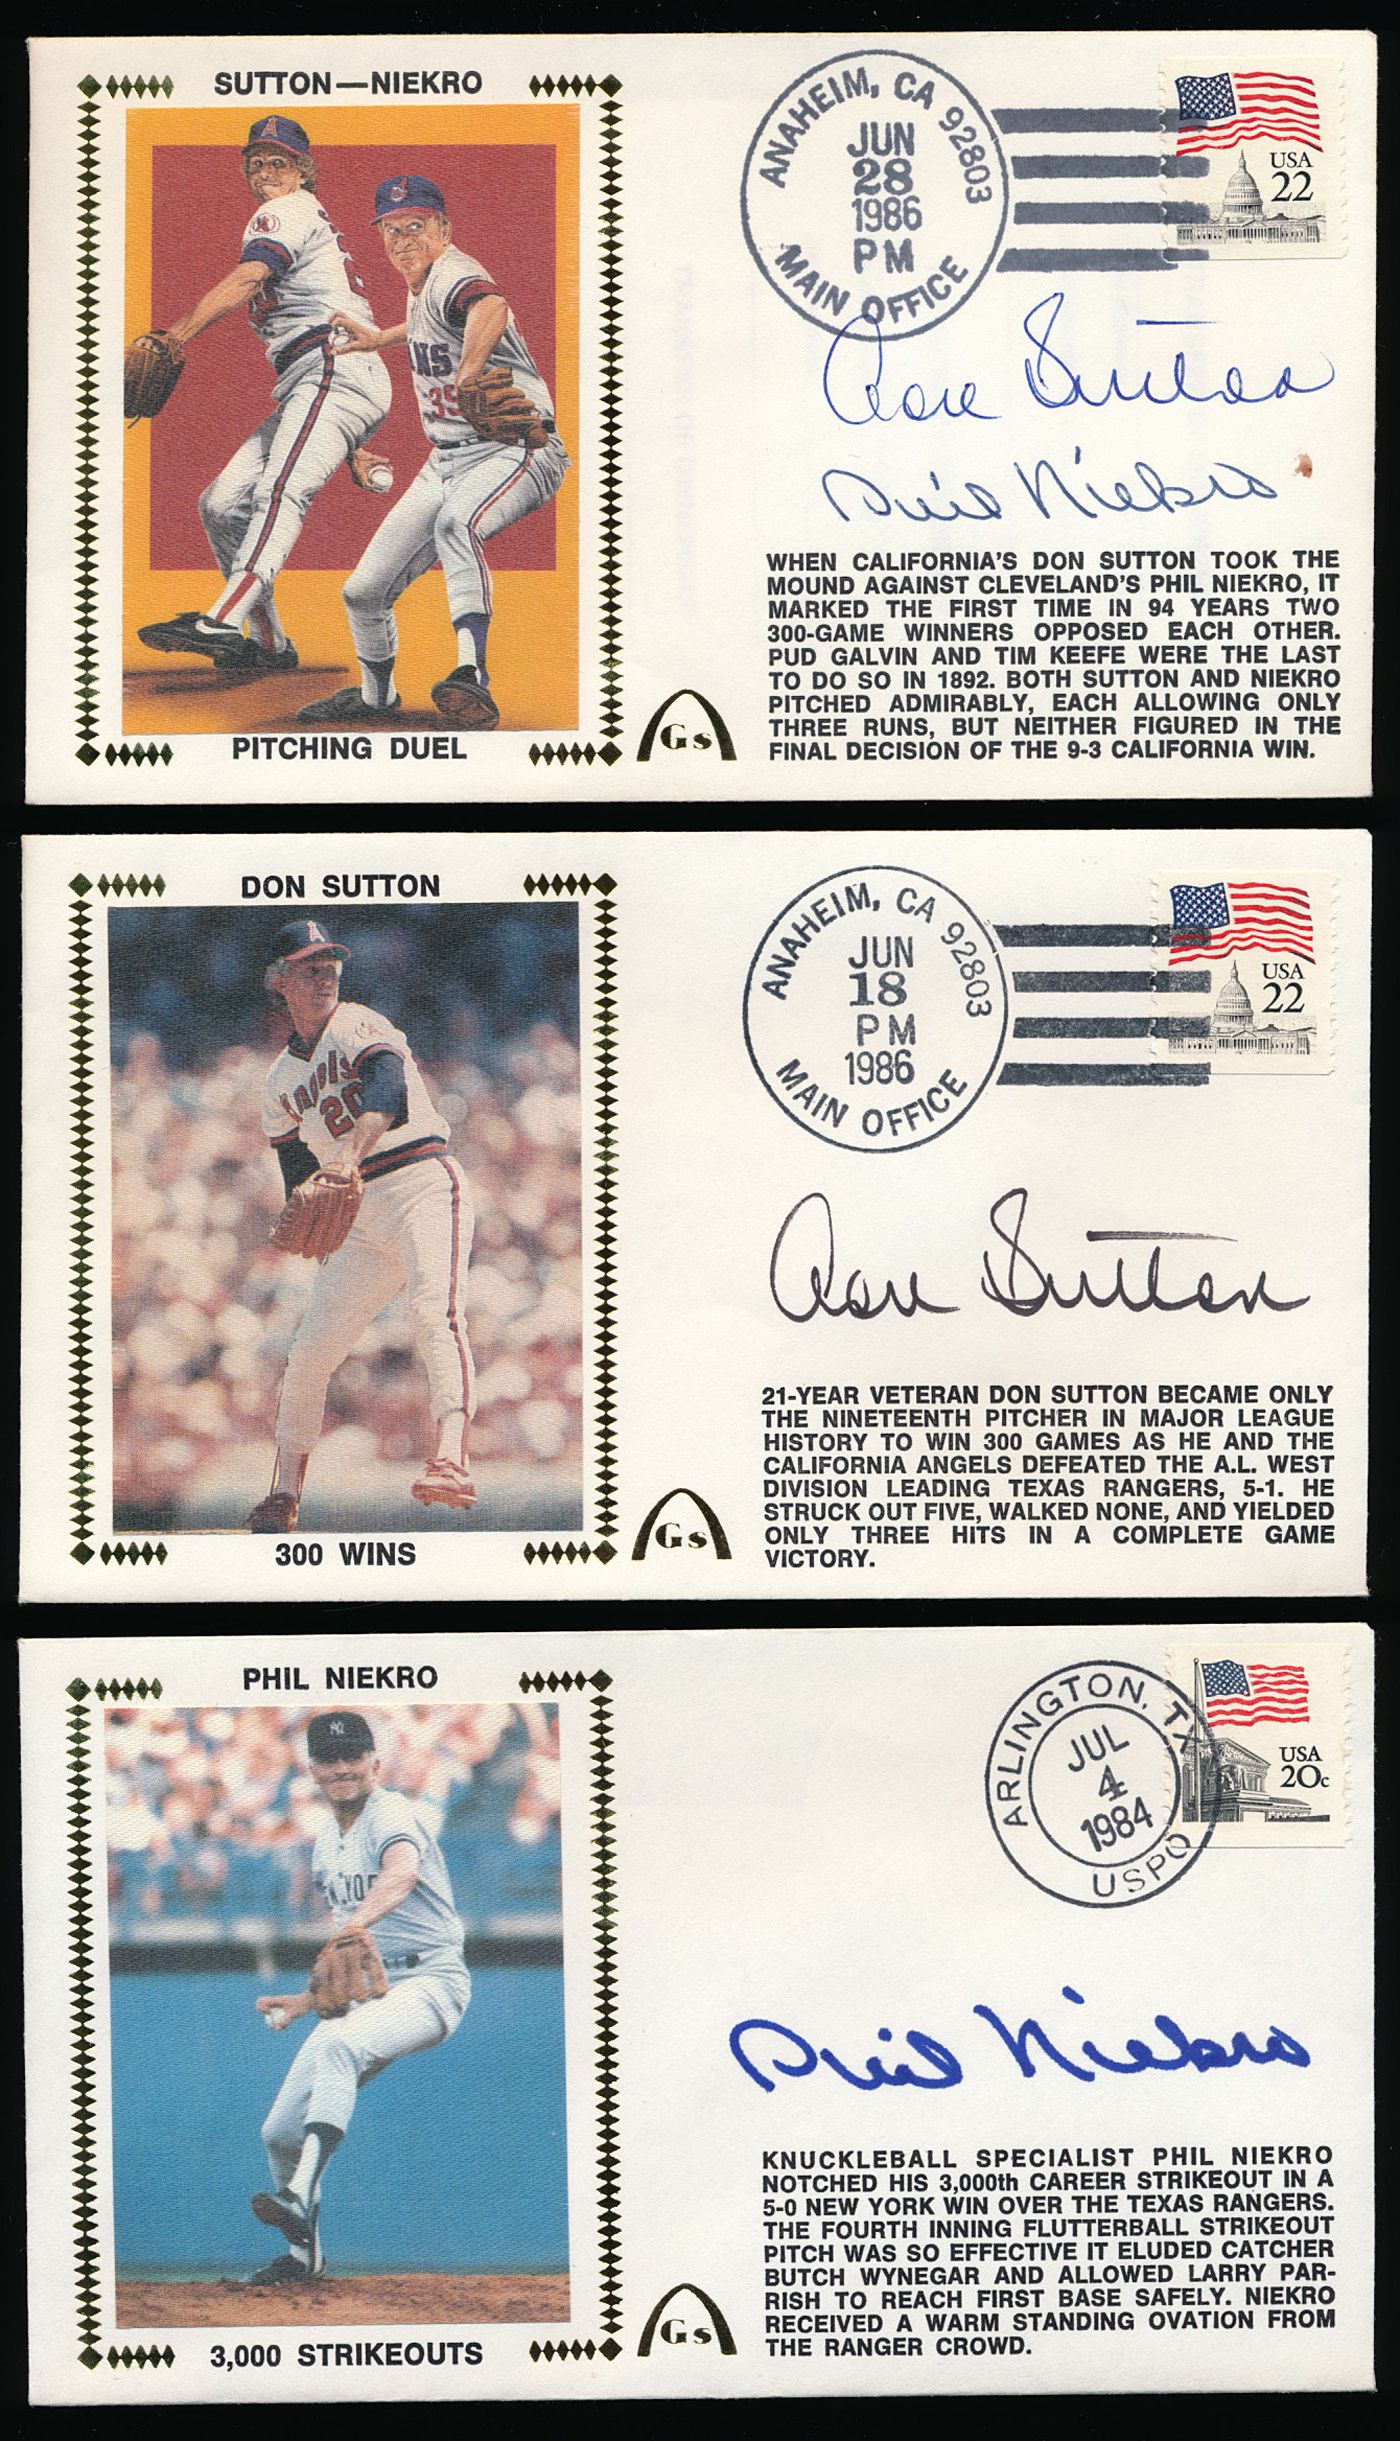 SUTTON—NIEKRO
ANAHEIM, CA 92803
JUN
28
1986
PM
MAIN OFFICE
USA
22
A
NS
39
Don Sutton
Phil Niekro
WHEN CALIFORNIA'S DON SUTTON TOOK THE
MOUND AGAINST CLEVELAND'S PHIL NIEKRO, IT
MARKED THE FIRST TIME IN 94 YEARS TWO
300-GAME WINNERS OPPOSED EACH OTHER.
PUD GALVIN AND TIM KEEFE WERE THE LAST
TO DO SO IN 1892. BOTH SUTTON AND NIEKRO
PITCHED ADMIRABLY, EACH ALLOWING ONLY
THREE RUNS, BUT NEITHER FIGURED IN THE
FINAL DECISION OF THE 9-3 CALIFORNIA WIN.
PITCHING DUEL
Gs
DON SUTTON
ANAHEIM, CA 92803
JUN
18
PM
1986
MAIN OFFICE
USA
22
A
Angels
20
Don Sutton
21-YEAR VETERAN DON SUTTON BECAME ONLY
THE NINETEENTH PITCHER IN MAJOR LEAGUE
HISTORY TO WIN 300 GAMES AS HE AND THE
CALIFORNIA ANGELS DEFEATED THE A.L. WEST
DIVISION LEADING TEXAS RANGERS, 5-1. HE
STRUCK OUT FIVE, WALKED NONE, AND YIELDED
ONLY THREE HITS IN A COMPLETE GAME
VICTORY.
300 WINS
Gs
PHIL NIEKRO
ARLINGTON, TX
JUL
4
1984
USPO
USA
20c
NY
Phil Niekro
KNUCKLEBALL SPECIALIST PHIL NIEKRO
NOTCHED HIS 3,000th CAREER STRIKEOUT IN A
5-0 NEW YORK WIN OVER THE TEXAS RANGERS.
THE FOURTH INNING FLUTTERBALL STRIKEOUT
PITCH WAS SO EFFECTIVE IT ELUDED CATCHER
BUTCH WYNEGAR AND ALLOWED LARRY PAR-
RISH TO REACH FIRST BASE SAFELY. NIEKRO
RECEIVED A WARM STANDING OVATION FROM
THE RANGER CROWD.
3,000 STRIKEOUTS
Gs